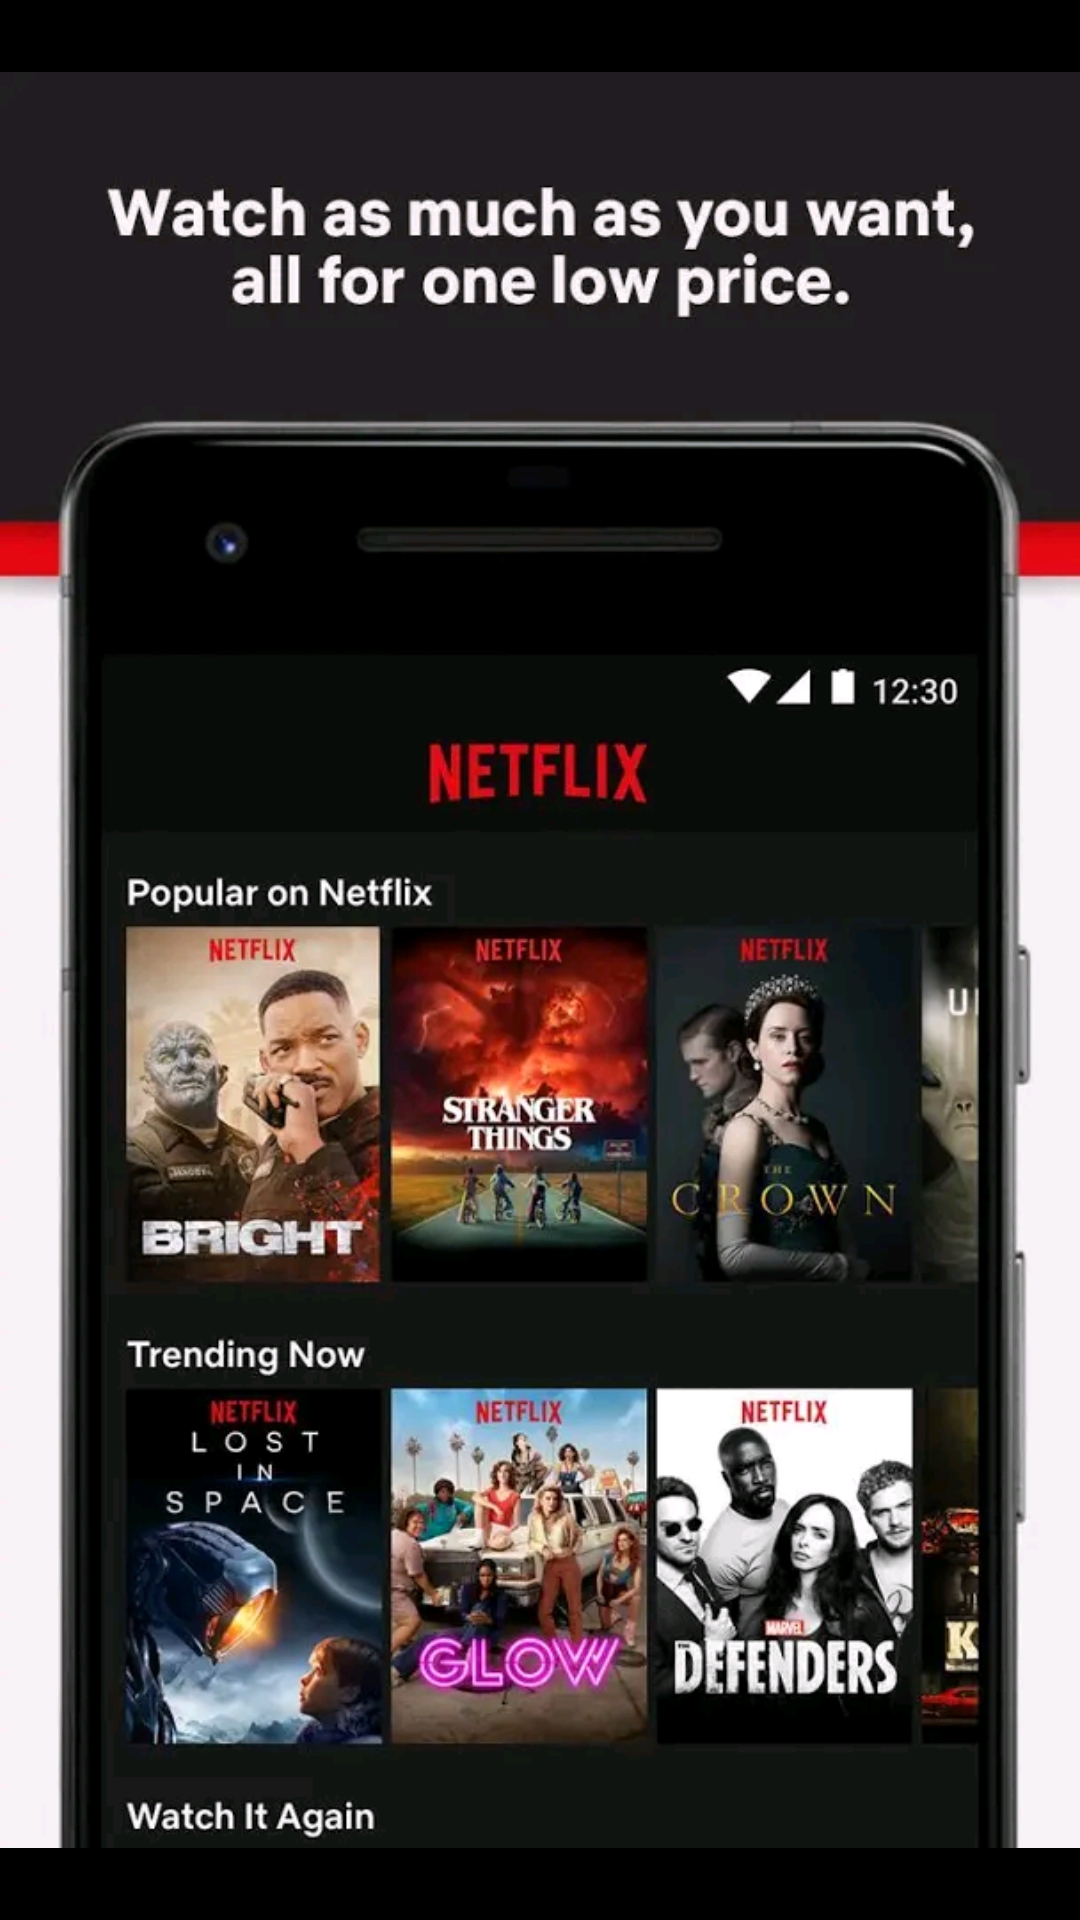 Watch as much as you want,
all for one low price.
12:30
NETFLIX
Popular on Netflix
NETFLIX
BRIGHT
NETFLIX
STRANGER
THINGS
NETFLIX
THE
CROWN
Trending Now
NETFLIX
LOST
IN
SPACE
NETFLIX
GLOW
NETFLIX
MARVEL
THE
DEFENDERS
Watch It Again